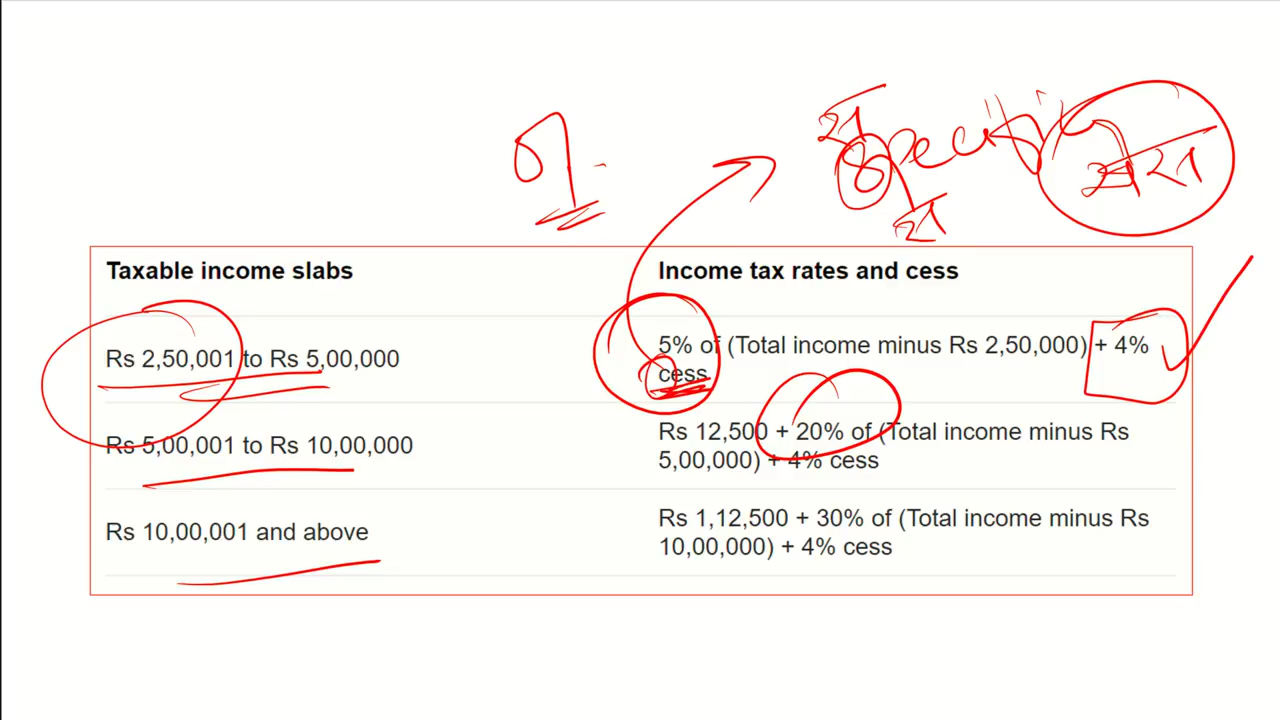 Specific
Taxable income slabs
Income tax rates and cess
Rs 2,50,001 to Rs 5,00,000
5% of (Total income minus Rs 2,50,000) + 4%
cess
Rs 5,00,001 to Rs 10,00,000
Rs 12,500 + 20% of (Total income minus Rs
5,00,000) + 4% cess
Rs 10,00,001 and above
Rs 1,12,500 + 30% of (Total income minus Rs
10,00,000) + 4% cess